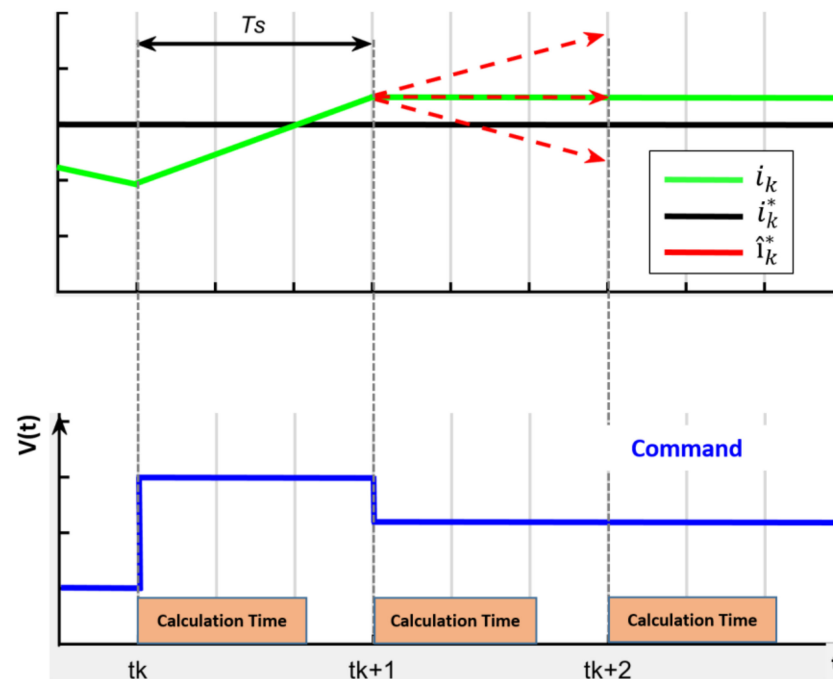 Ts
i_k
i_k^*
î_k^*
V(t)
Command
Calculation Time
Calculation Time
Calculation Time
tk
tk+1
tk+2
t